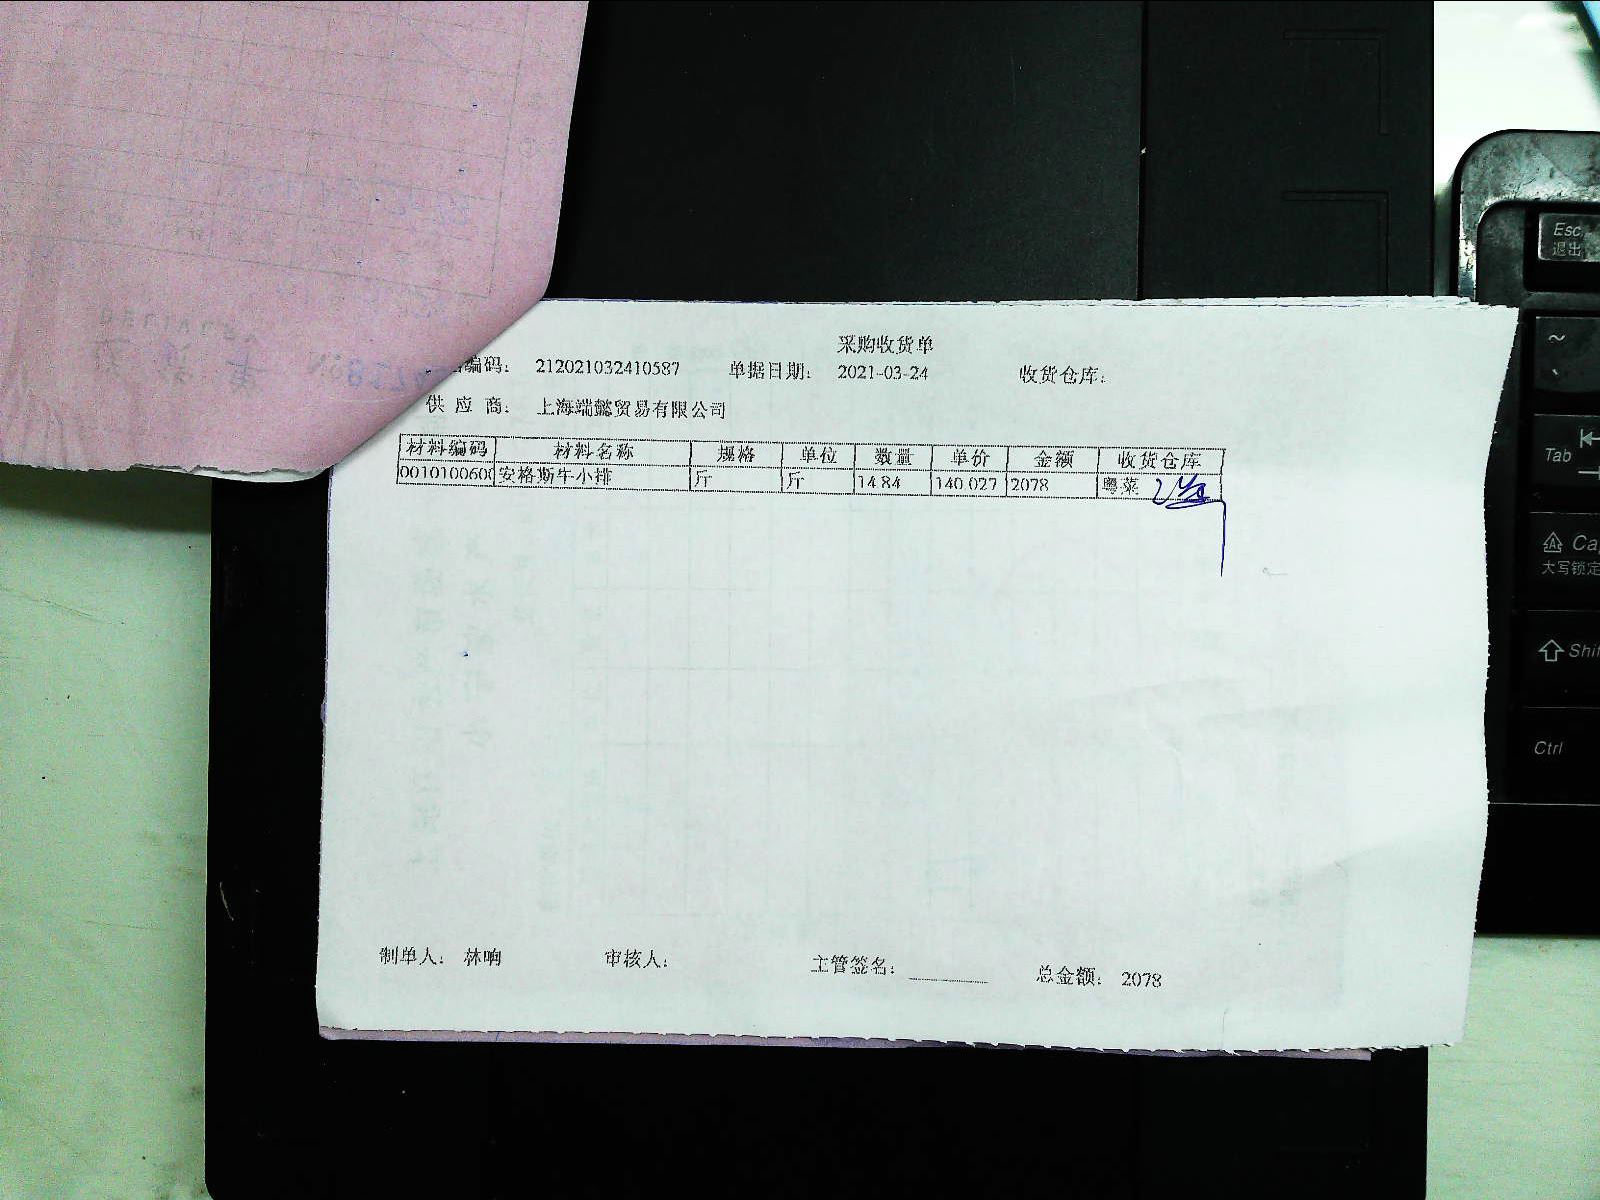 采购收货单
编码： 212021032410587 单据日期： 2021-03-24 收货仓库：
供 应 商： 上海端懿贸易有限公司
材料编码 材料名称 规格 单位 数量 单价 金额 收货仓库
0010100600 安格斯牛小排 斤 斤 14.84 140.027 2078 粤菜
制单人： 林响 审核人： 主管签名： 总金额： 2078
Esc
退出
~
Tab
大写锁定
Ctrl